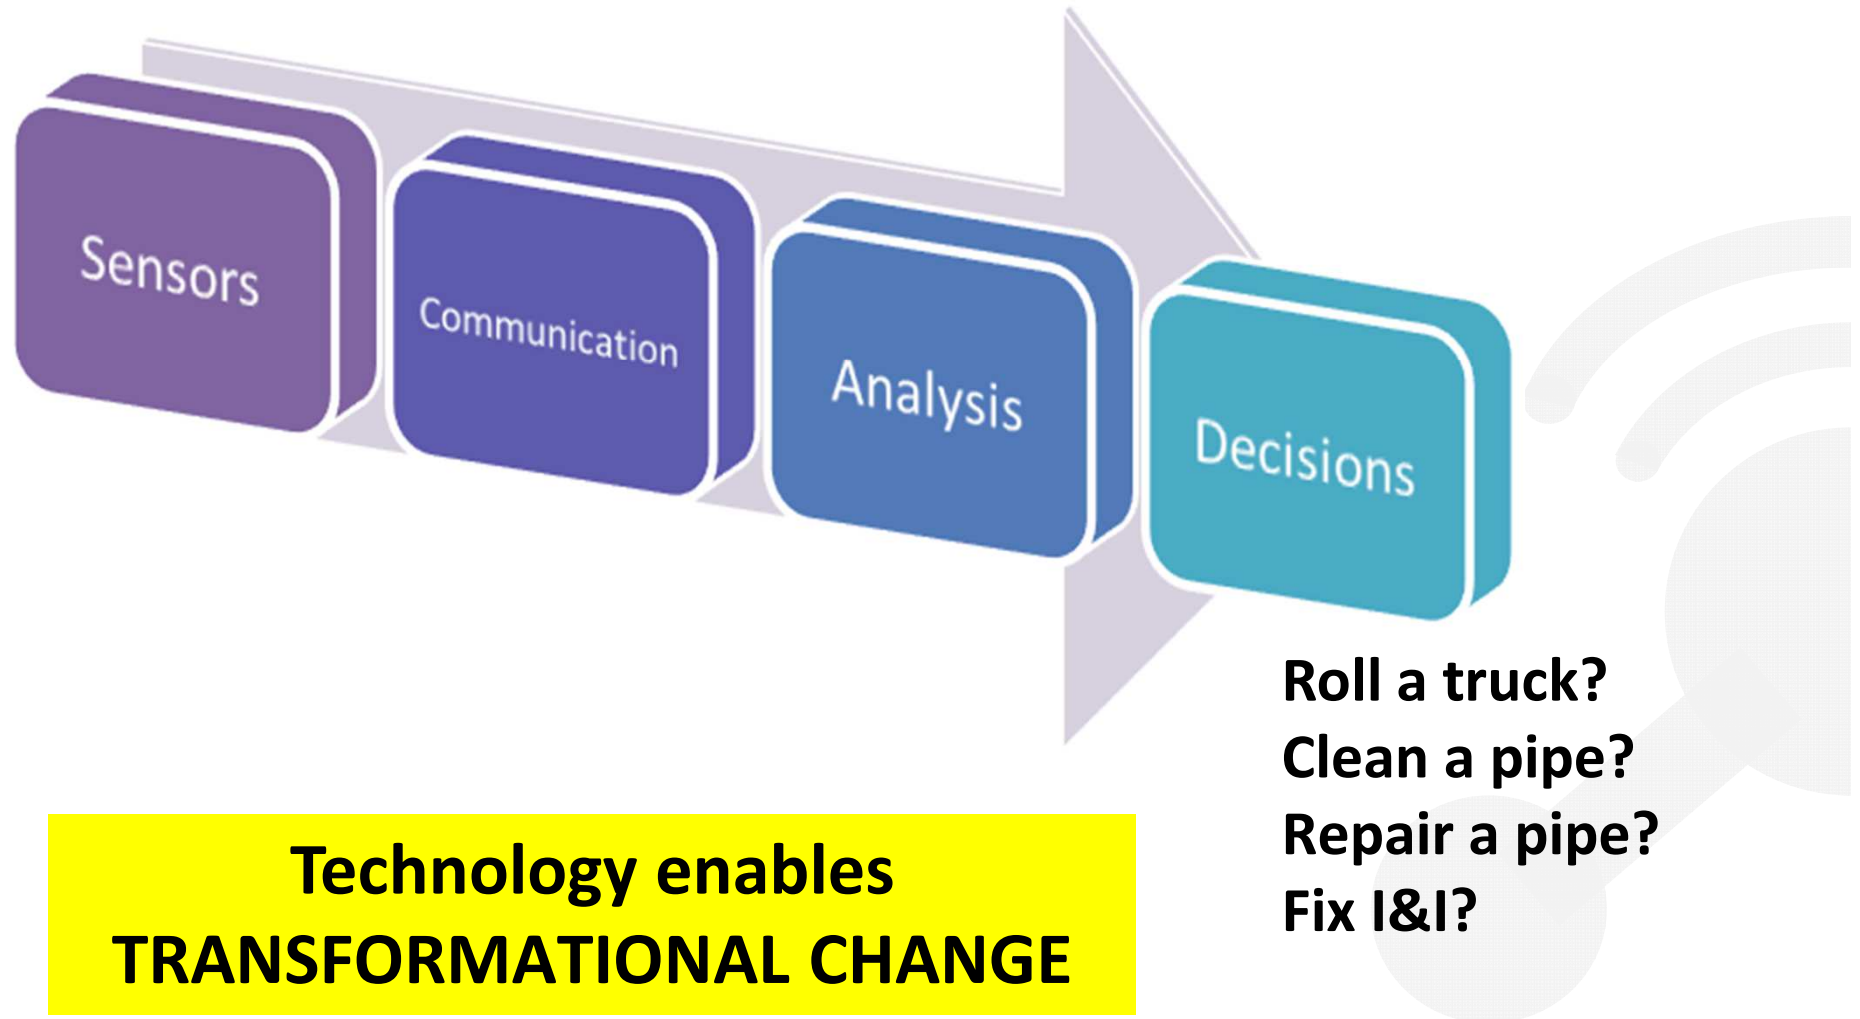 Sensors
Communication
Analysis
Decisions
Roll a truck?
Clean a pipe?
Repair a pipe?
Fix I&I?
Technology enables
TRANSFORMATIONAL CHANGE